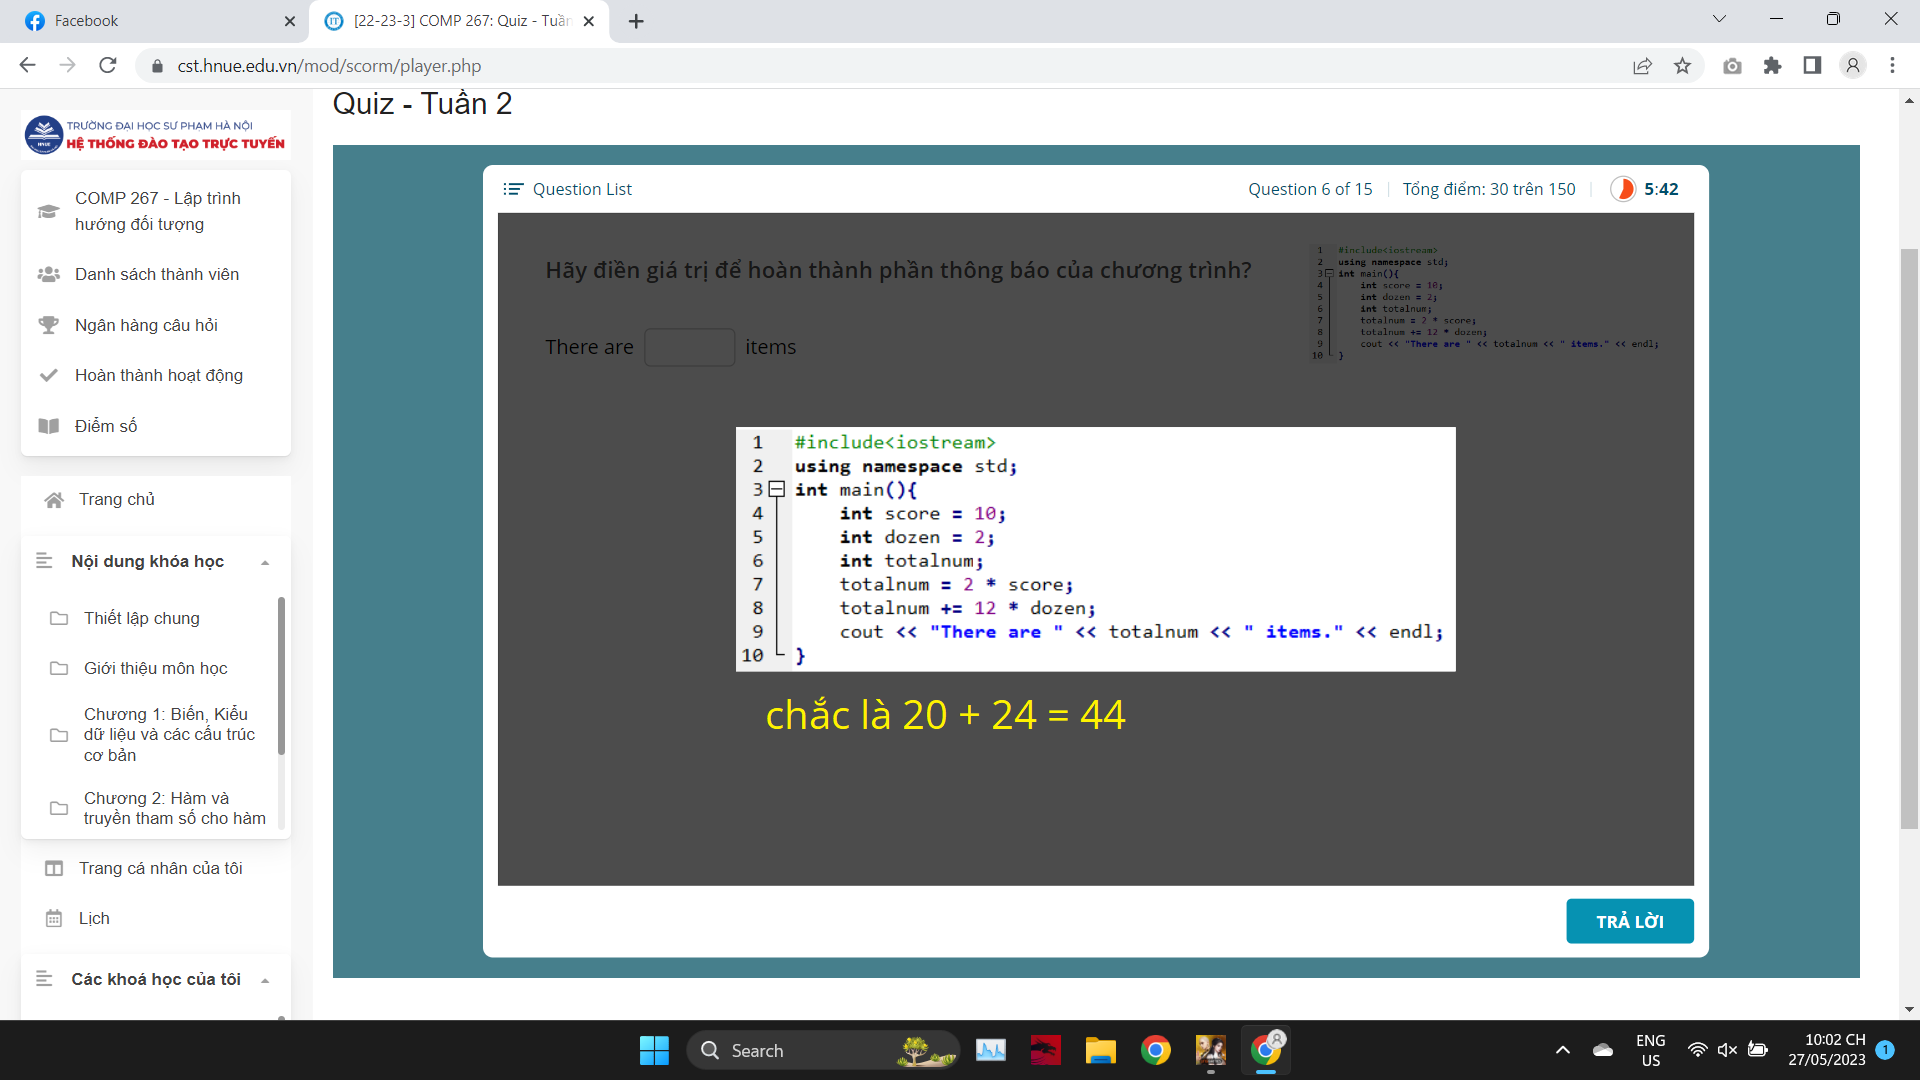 Facebook
[22-23-3] COMP 267: Quiz - Tuần
cst.hnue.edu.vn/mod/scorm/player.php
Quiz - Tuần 2
TRƯỜNG ĐẠI HỌC SƯ PHẠM HÀ NỘI
HỆ THỐNG ĐÀO TẠO TRỰC TUYẾN
COMP 267 - Lập trình
hướng đối tượng
Danh sách thành viên
Ngân hàng câu hỏi
Hoàn thành hoạt động
Điểm số
Trang chủ
Nội dung khóa học
Thiết lập chung
Giới thiệu môn học
Chương 1: Biến, Kiểu
dữ liệu và các cấu trúc
cơ bản
Chương 2: Hàm và
truyền tham số cho hàm
Trang cá nhân của tôi
Lịch
Các khoá học của tôi
Question List
Question 6 of 15
Tổng điểm: 30 trên 150
5:42
Hãy điền giá trị để hoàn thành phần thông báo của chương trình?
There are items
1 #include<iostream>
2 using namespace std;
3 int main(){
4 int score = 10;
5 int dozen = 2;
6 int totalnum;
7 totalnum = 2 * score;
8 totalnum += 12 * dozen;
9 cout << "There are " << totalnum << " items." << endl;
10 }
1 #include<iostream>
2 using namespace std;
3 int main(){
4 int score = 10;
5 int dozen = 2;
6 int totalnum;
7 totalnum = 2 * score;
8 totalnum += 12 * dozen;
9 cout << "There are " << totalnum << " items." << endl;
10 }
chắc là 20 + 24 = 44
TRẢ LỜI
Search
ENG
US
10:02 CH
27/05/2023
1